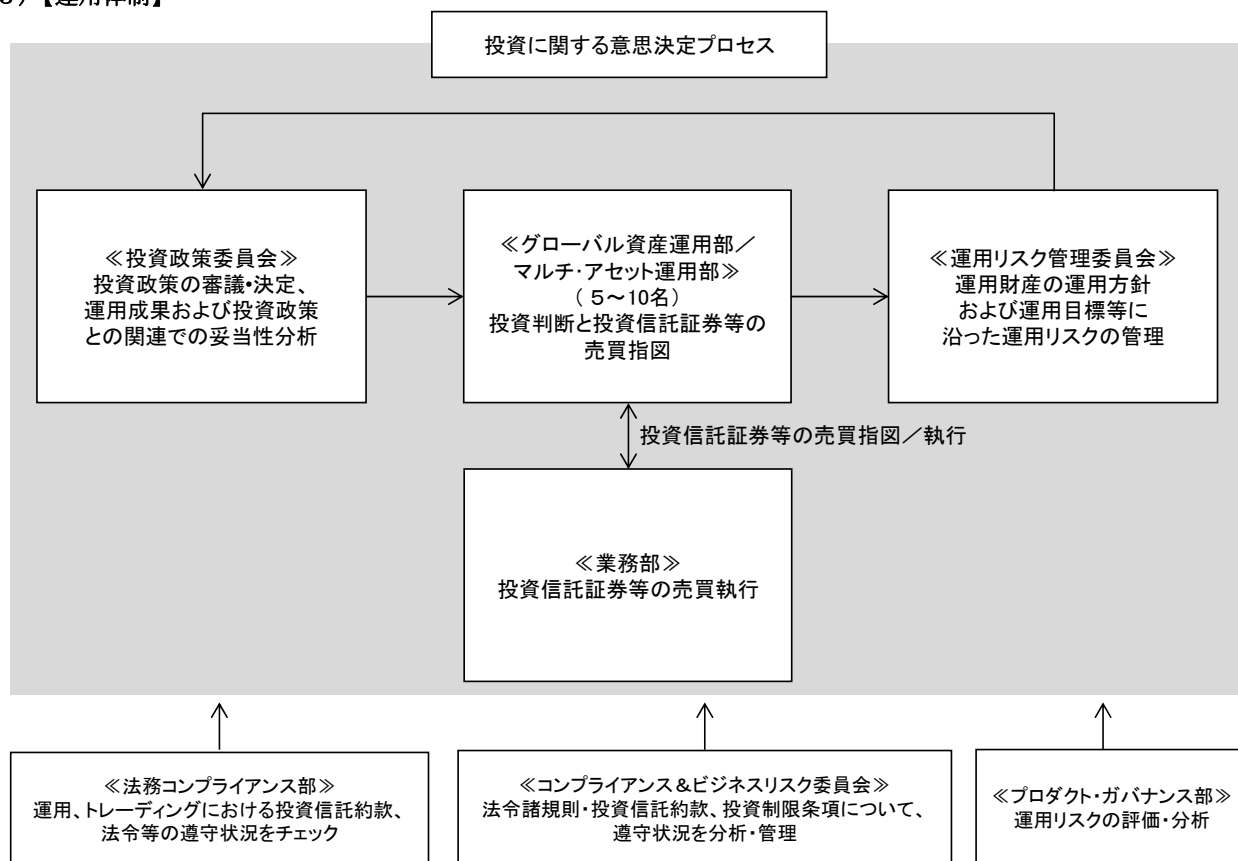 【運用体制】
投資に関する意思決定プロセス
≪投資政策委員会≫
投資政策の審議・決定、
運用成果および投資政策
との関連での妥当性分析
≪グローバル資産運用部／
マルチ・アセット運用部≫
（ 5～10名）
投資判断と投資信託証券等の
売買指図
≪運用リスク管理委員会≫
運用財産の運用方針
および運用目標等に
沿った運用リスクの管理
投資信託証券等の売買指図／執行
≪業務部≫
投資信託証券等の売買執行
≪法務コンプライアンス部≫
運用、トレーディングにおける投資信託約款、
法令等の遵守状況をチェック
≪コンプライアンス＆ビジネスリスク委員会≫
法令諸規則・投資信託約款、投資制限条項について、
遵守状況を分析・管理
≪プロダクト・ガバナンス部≫
運用リスクの評価・分析